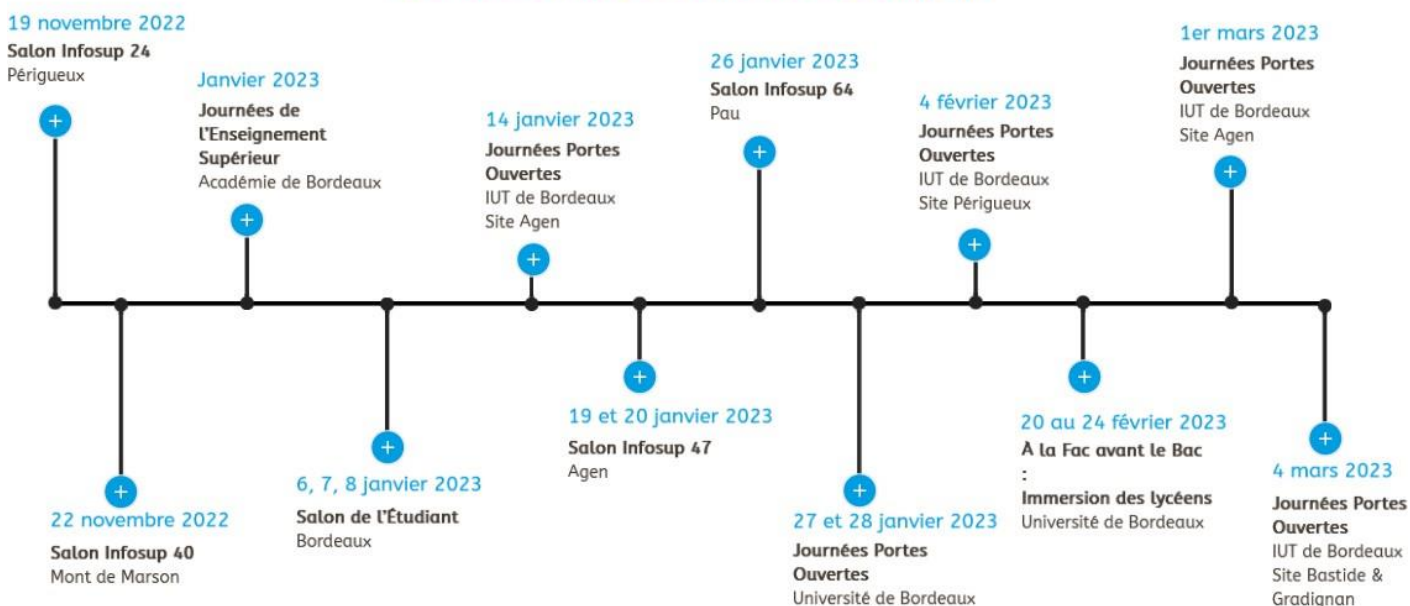 19 novembre 2022
Salon Infosup 24
Périgueux
22 novembre 2022
Salon Infosup 40
Mont de Marson
Janvier 2023
Journées de
l'Enseignement
Supérieur
Académie de Bordeaux
6, 7, 8 janvier 2023
Salon de l'Étudiant
Bordeaux
14 janvier 2023
Journées Portes
Ouvertes
IUT de Bordeaux
Site Agen
19 et 20 janvier 2023
Salon Infosup 47
Agen
26 janvier 2023
Salon Infosup 64
Pau
27 et 28 janvier 2023
Journées Portes
Ouvertes
Université de Bordeaux
4 février 2023
Journées Portes
Ouvertes
IUT de Bordeaux
Site Périgueux
20 au 24 février 2023
À la Fac avant le Bac
:
Immersion des lycéens
Université de Bordeaux
1er mars 2023
Journées Portes
Ouvertes
IUT de Bordeaux
Site Agen
4 mars 2023
Journées Portes
Ouvertes
IUT de Bordeaux
Site Bastide &
Gradignan